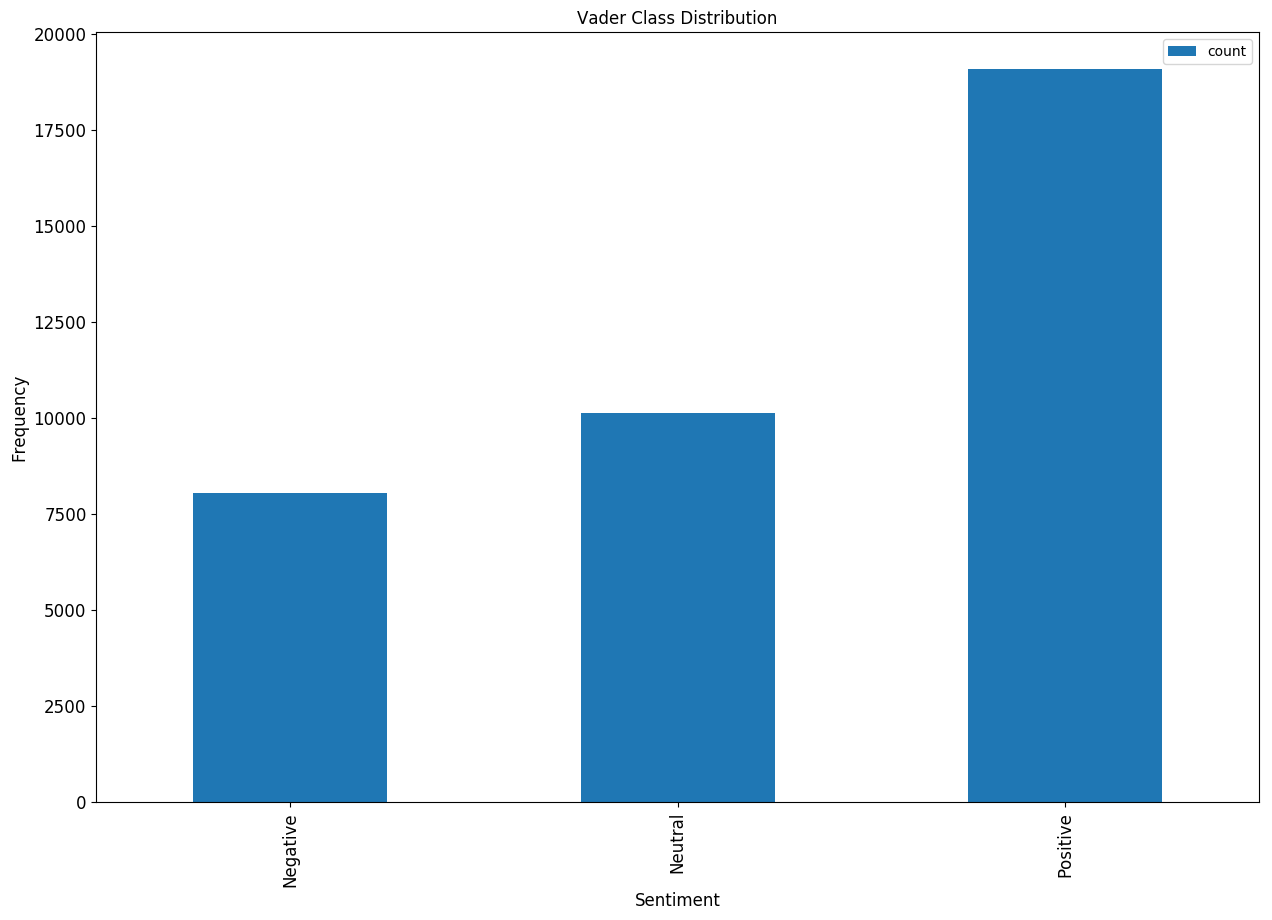 Vader Class Distribution
count
20000
17500
15000
12500
10000
7500
5000
2500
0
Frequency
Negative
Neutral
Positive
Sentiment